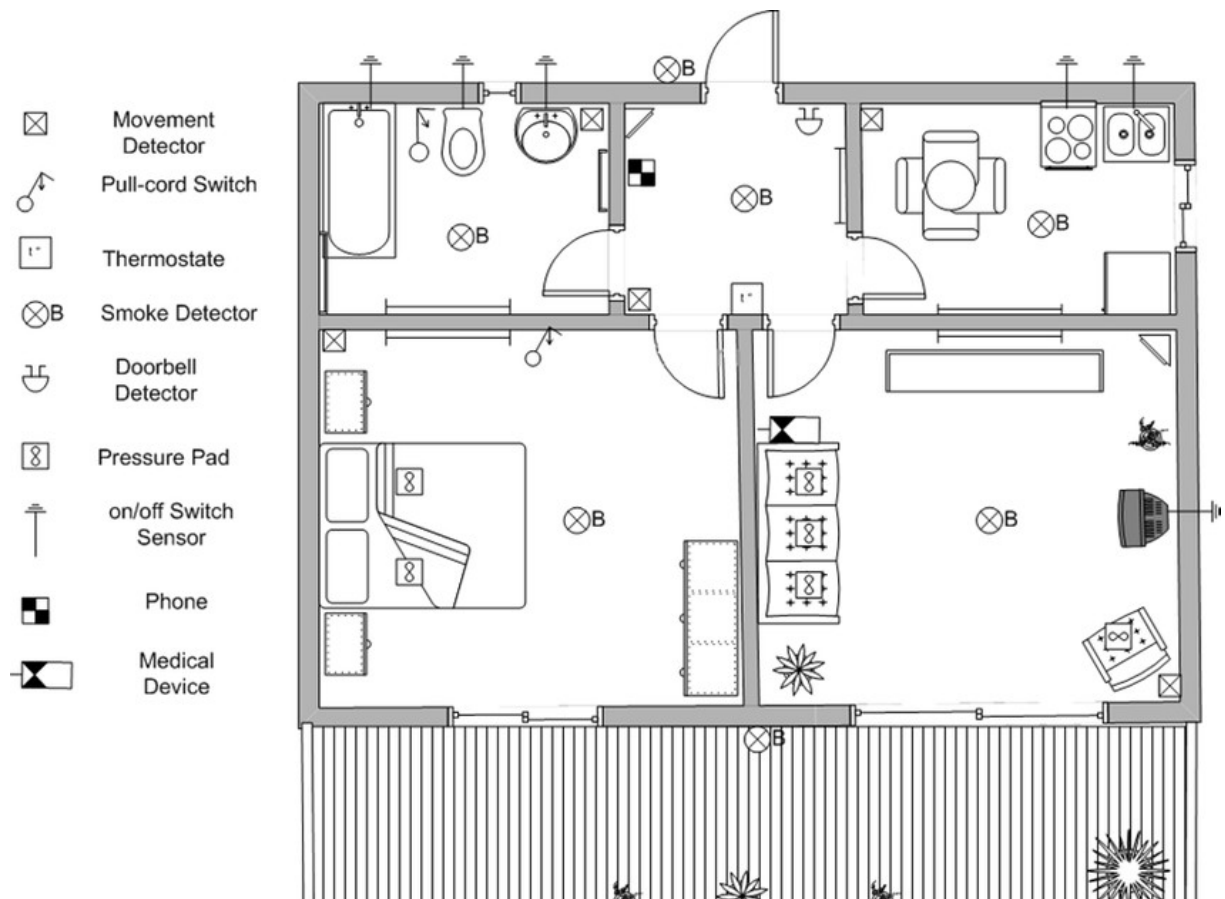 Movement
Detector
Pull-cord Switch
t°
Thermostate
B
Smoke Detector
Doorbell
Detector
Pressure Pad
on/off Switch
Sensor
Phone
Medical
Device
B
B
B
B
t°
B
B
B